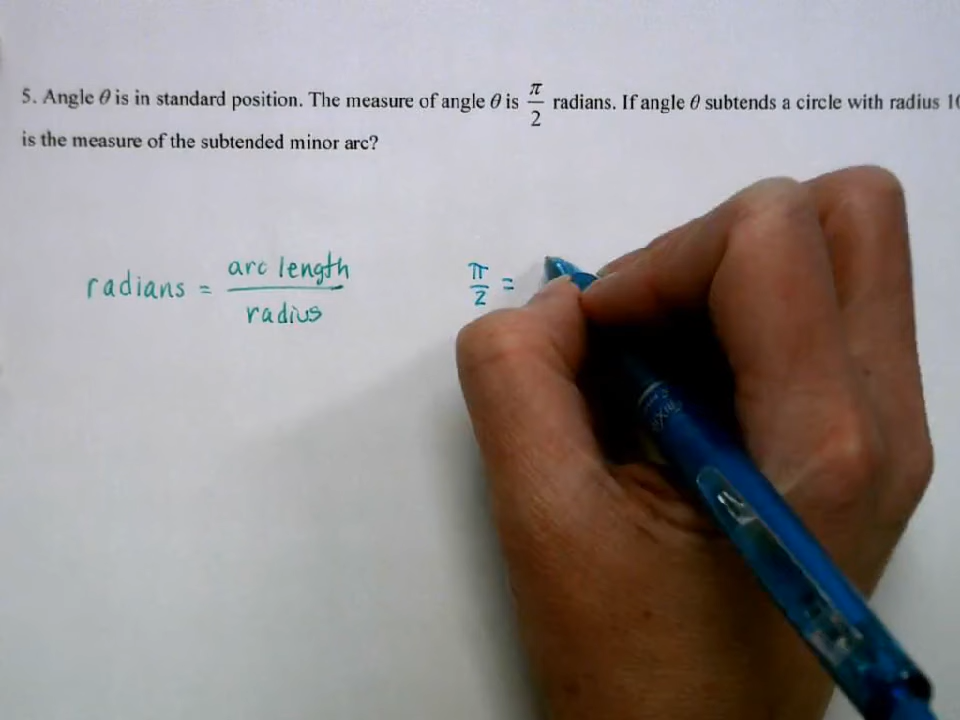 5. Angle θ is in standard position. The measure of angle θ is π/2 radians. If angle θ subtends a circle with radius 10
is the measure of the subtended minor arc?
radians = arc length / radius
π/2 =